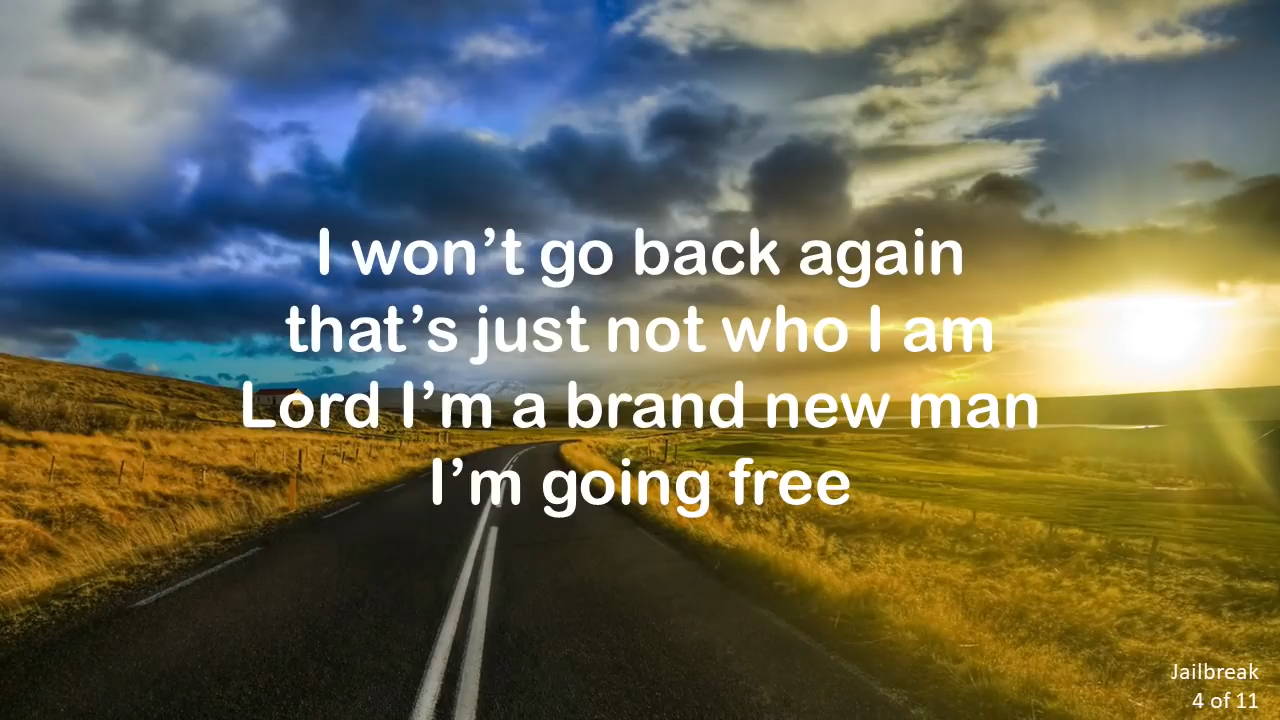 I won’t go back again
that’s just not who I am
Lord I’m a brand new man
I’m going free
Jailbreak
4 of 11